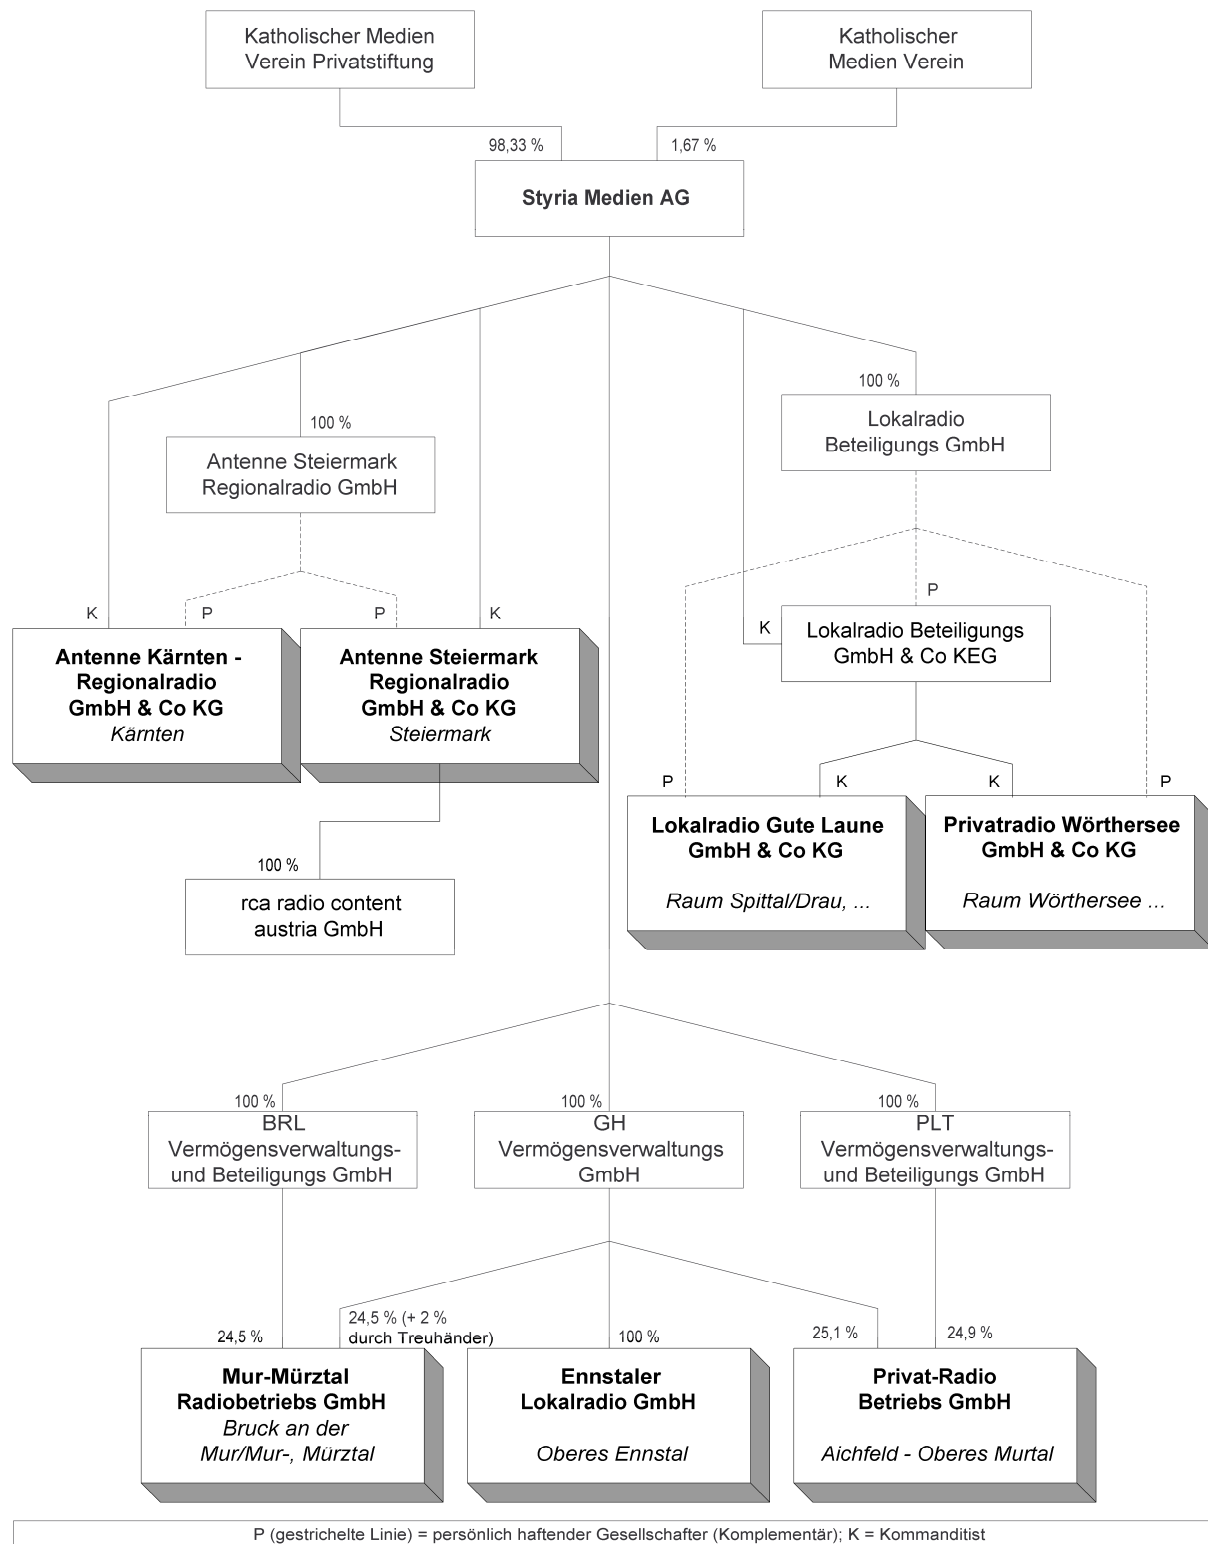 Katholischer Medien
Verein Privatstiftung
Katholischer
Medien Verein
98,33 %
1,67 %
Styria Medien AG
100 %
Lokalradio
Beteiligungs GmbH
100 %
Antenne Steiermark
Regionalradio GmbH
K
P
P
K
P
K
Lokalradio Beteiligungs
GmbH & Co KEG
Antenne Kärnten -
Regionalradio
GmbH & Co KG
Kärnten
Antenne Steiermark
Regionalradio
GmbH & Co KG
Steiermark
P
K
K
P
Lokalradio Gute Laune
GmbH & Co KG
Raum Spittal/Drau, ...
Privatradio Wörthersee
GmbH & Co KG
Raum Wörthersee ...
100 %
rca radio content
austria GmbH
100 %
BRL
Vermögensverwaltungs-
und Beteiligungs GmbH
100 %
GH
Vermögensverwaltungs
GmbH
100 %
PLT
Vermögensverwaltungs-
und Beteiligungs GmbH
24,5 %
24,5 % (+ 2 %
durch Treuhänder)
100 %
25,1 %
24,9 %
Mur-Mürztal
Radiobetriebs GmbH
Bruck an der
Mur/Mur-, Mürztal
Ennstaler
Lokalradio GmbH
Oberes Ennstal
Privat-Radio
Betriebs GmbH
Aichfeld - Oberes Murtal
P (gestrichelte Linie) = persönlich haftender Gesellschafter (Komplementär); K = Kommanditist